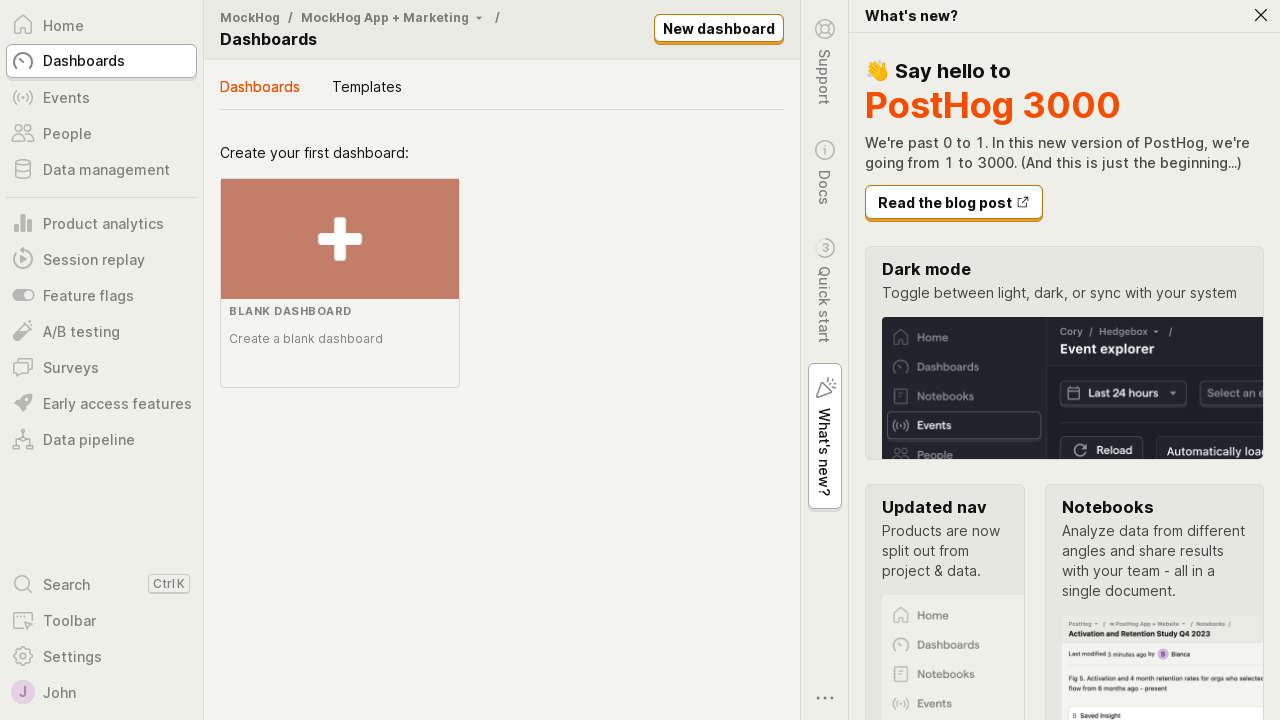 Home
Dashboards
Events
People
Data management
Product analytics
Session replay
Feature flags
A/B testing
Surveys
Early access features
Data pipeline
Search Ctrl K
Toolbar
Settings
J John
MockHog / MockHog App + Marketing /
Dashboards
New dashboard
Dashboards Templates
Create your first dashboard:
BLANK DASHBOARD
Create a blank dashboard
Support
Docs
3
Quick start
What's new?
What's new?
👋 Say hello to
PostHog 3000
We're past 0 to 1. In this new version of PostHog, we're
going from 1 to 3000. (And this is just the beginning...)
Read the blog post
Dark mode
Toggle between light, dark, or sync with your system
Home
Dashboards
Notebooks
Events
People
Cory / Hedgebox /
Event explorer
Last 24 hours
Select an e
Reload
Automatically loa
Updated nav
Products are now
split out from
project & data.
Home
Dashboards
Notebooks
Events
Notebooks
Analyze data from different
angles and share results
with your team - all in a
single document.
PostHog / PostHog App + Website / Notebooks /
Activation and Retention Study Q4 2023
Last modified 3 minutes ago by B Bianca
Fig 5. Activation and 4 month retention rates for orgs who selected
flow from 6 months ago - present
Saved Insight